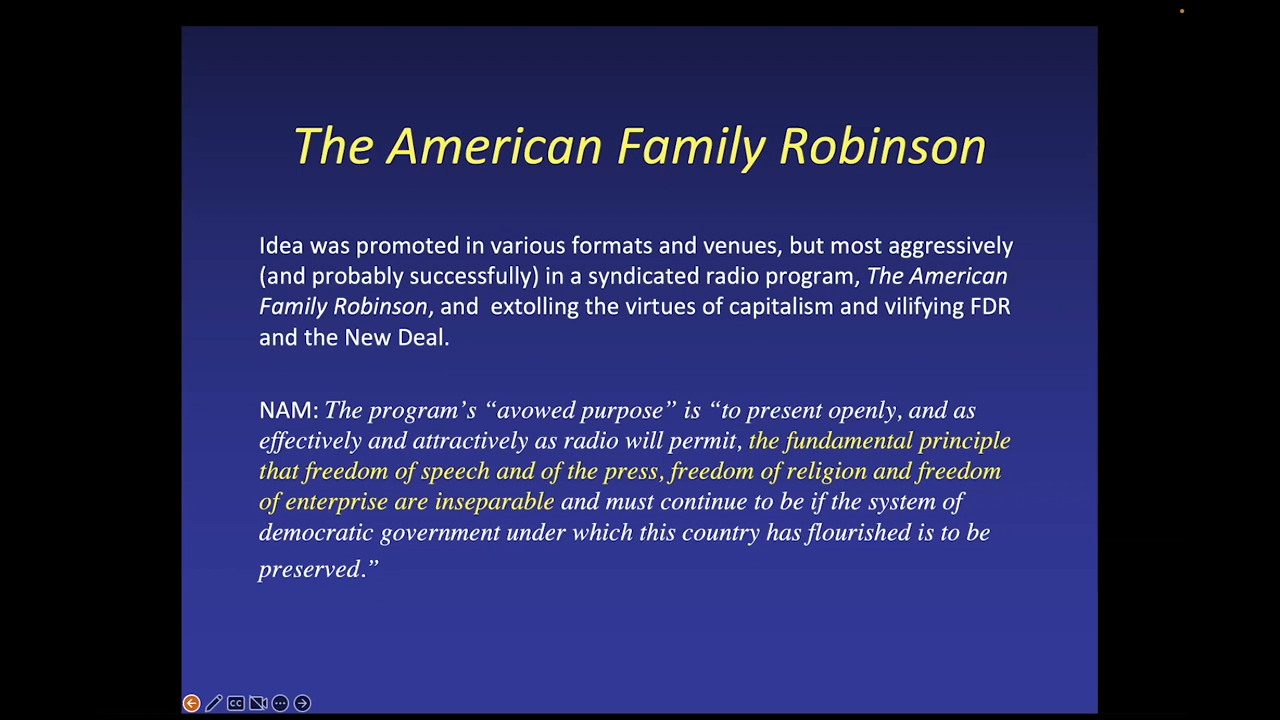 The American Family Robinson
Idea was promoted in various formats and venues, but most aggressively
(and probably successfully) in a syndicated radio program, The American
Family Robinson, and  extolling the virtues of capitalism and vilifying FDR
and the New Deal.
NAM: The program’s “avowed purpose” is “to present openly, and as
effectively and attractively as radio will permit, the fundamental principle
that freedom of speech and of the press, freedom of religion and freedom
of enterprise are inseparable and must continue to be if the system of
democratic government under which this country has flourished is to be
preserved.”
CC